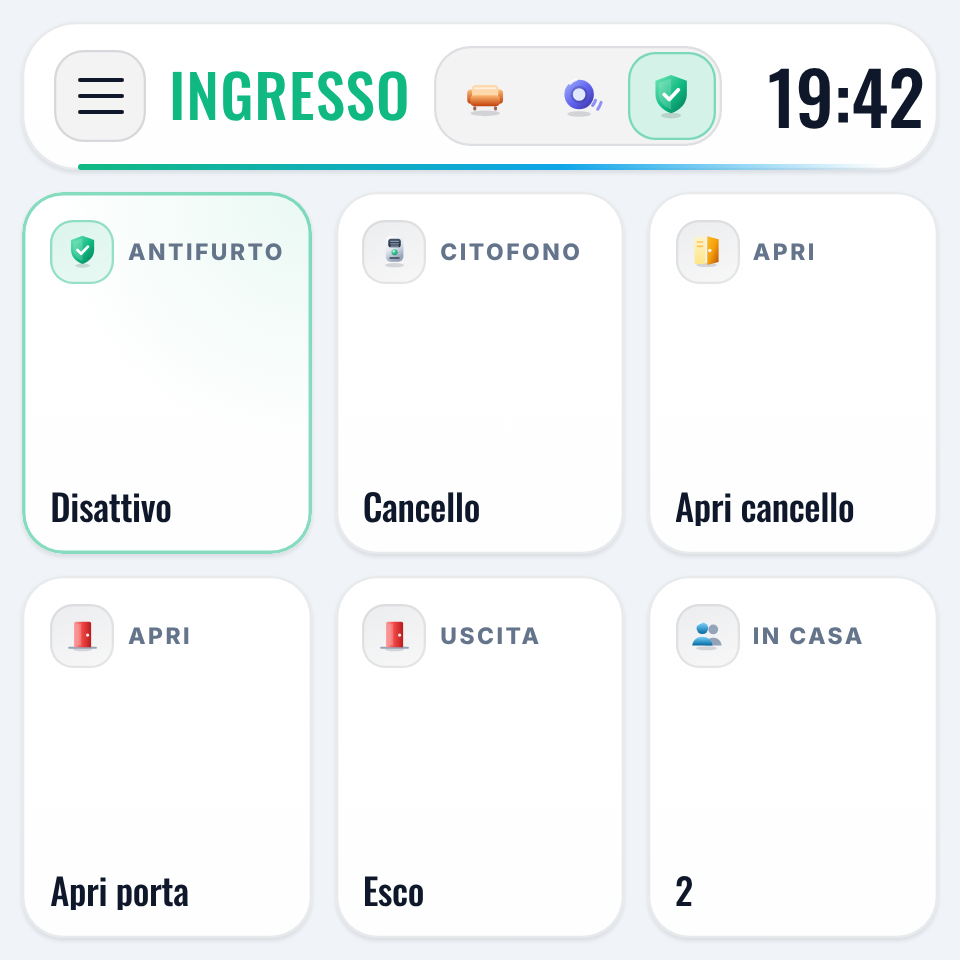 INGRESSO
19:42
ANTIFURTO
Disattivo
CITOFONO
Cancello
APRI
Apri cancello
APRI
Apri porta
USCITA
Esco
IN CASA
2